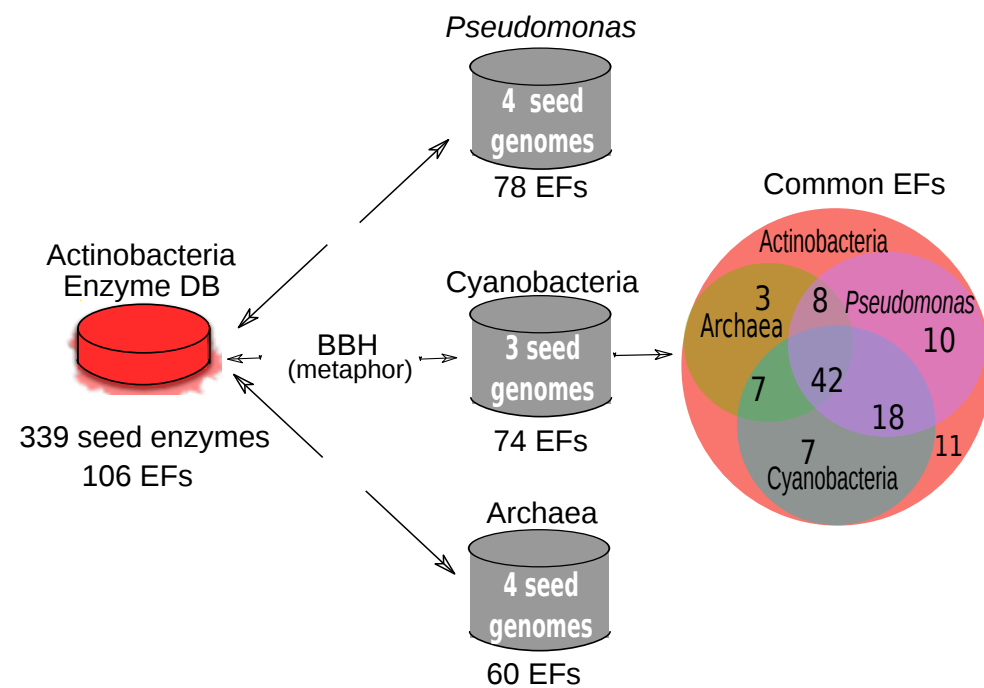 Pseudomonas
4 seed
genomes
78 EFs
Actinobacteria
Enzyme DB
339 seed enzymes
106 EFs
BBH
(metaphor)
Cyanobacteria
3 seed
genomes
74 EFs
Archaea
4 seed
genomes
60 EFs
Common EFs
Actinobacteria
3
8
Pseudomonas
Archaea
10
7
42
18
7
11
Cyanobacteria